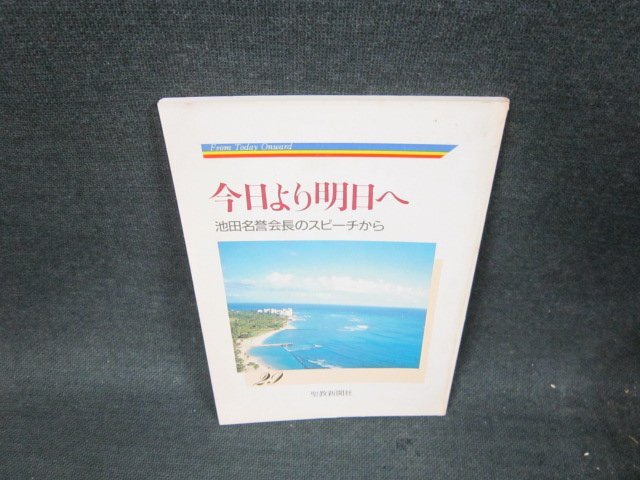 From Today Onward
今日より明日へ
池田名誉会長のスピーチから
29
聖教新聞社